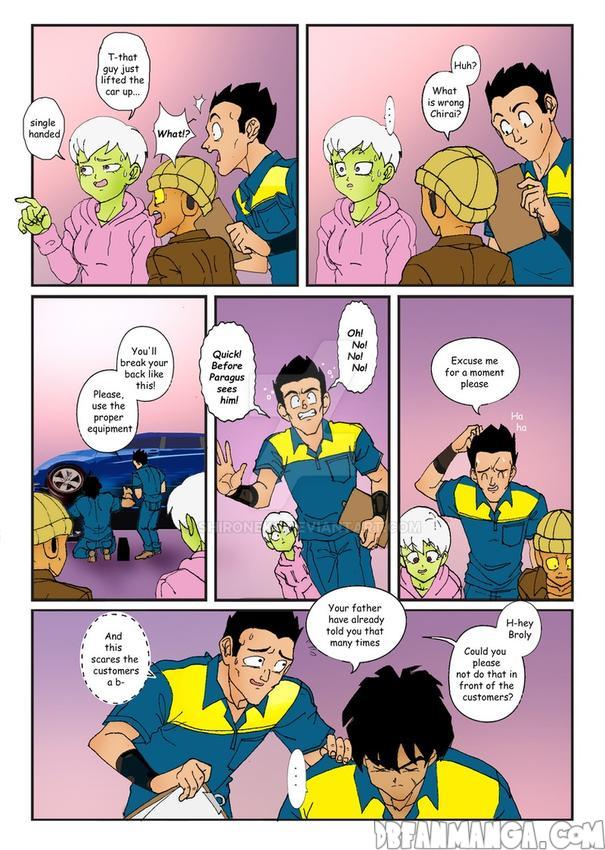 Huh?
What
is wrong
Chirai?
...
T-that
guy just
lifted the
car up...
single
handed
What!?
Excuse me
for a moment
please
Ha
ha
Oh!
No!
No!
No!
Quick!
Before
Paragus
sees
him!
You'll
break your
back like
this!
Please,
use the
proper
equipment
H-hey
Broly
Could you
please
not do that in
front of the
customers?
Your father
have already
told you that
many times
....
And
this
scares the
customers
a b-
DBFANMANGA.COM